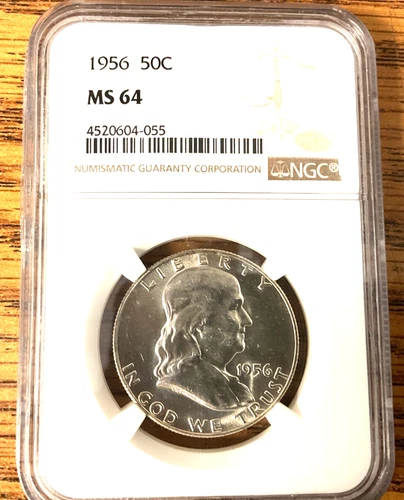 1956 50C
MS 64
4520604-055
NUMISMATIC GUARANTY CORPORATION NGC®
LIBERTY
1956
IN GOD WE TRUST